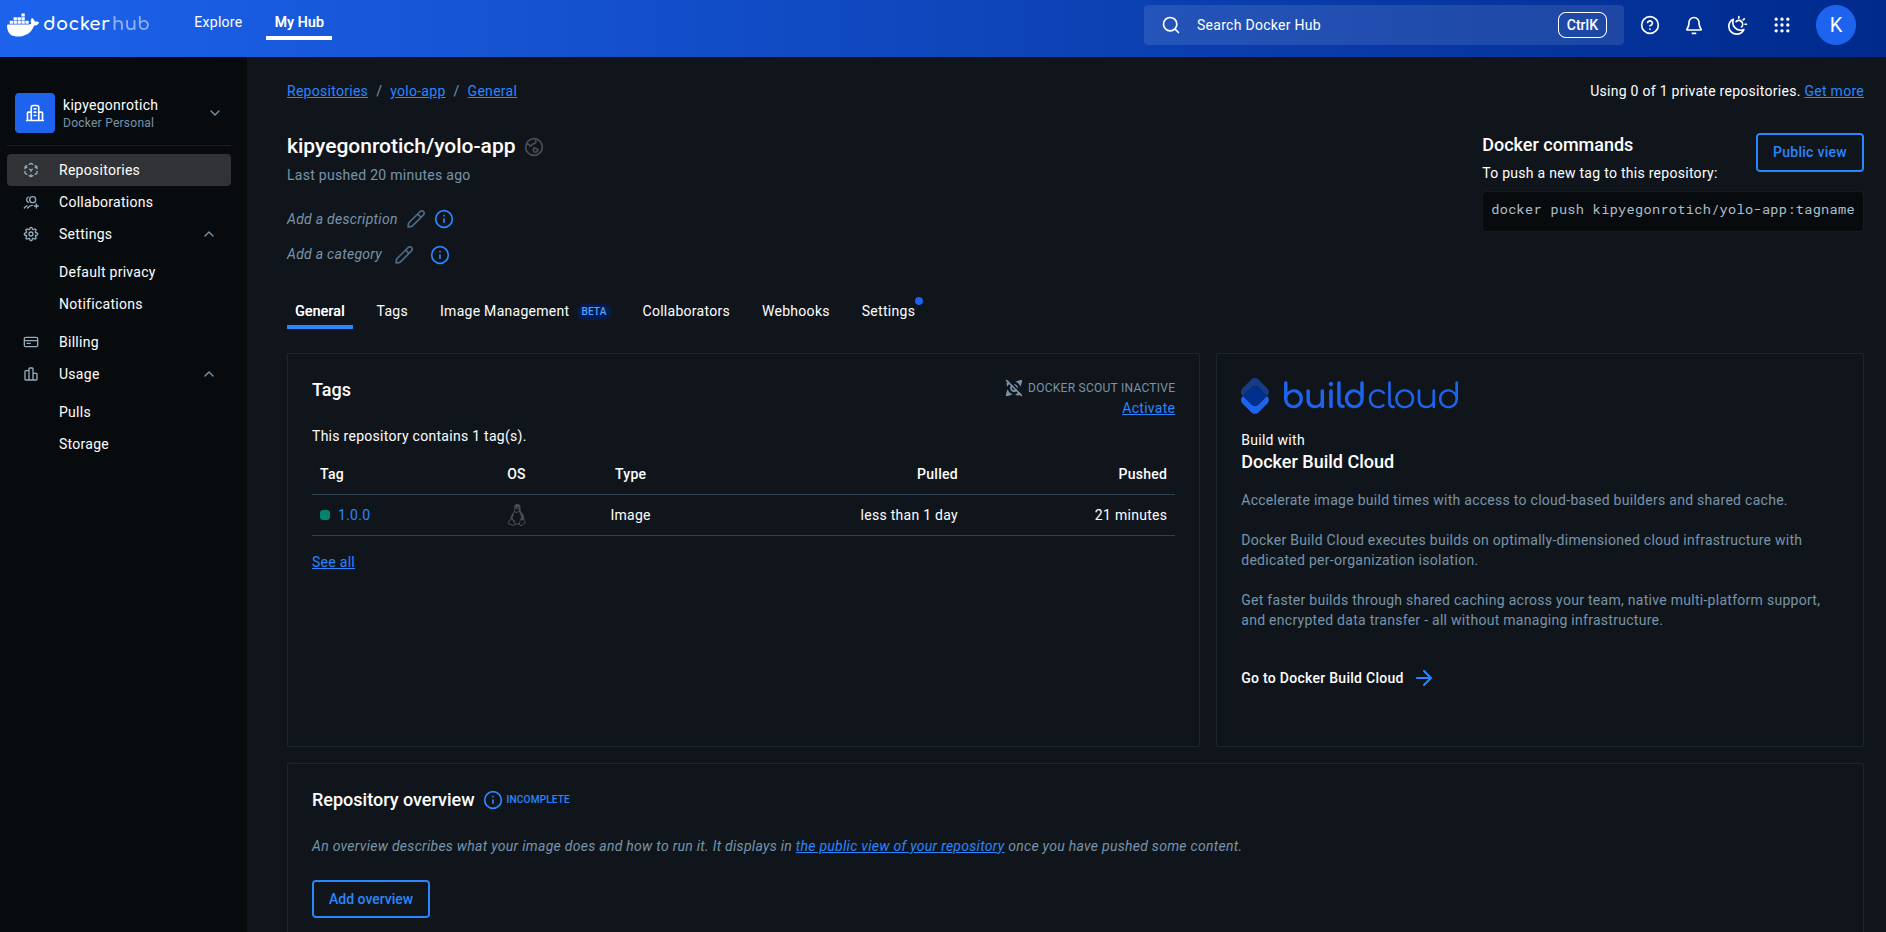 dockerhub
Explore
My Hub
Search Docker Hub
CtrlK
K
kipyegonrotich
Docker Personal
Repositories
Collaborations
Settings
Default privacy
Notifications
Billing
Usage
Pulls
Storage
Repositories / yolo-app / General
Using 0 of 1 private repositories. Get more
kipyegonrotich/yolo-app
Last pushed 20 minutes ago
Add a description
Add a category
Docker commands
Public view
To push a new tag to this repository:
docker push kipyegonrotich/yolo-app:tagname
General
Tags
Image Management BETA
Collaborators
Webhooks
Settings
Tags
DOCKER SCOUT INACTIVE
Activate
This repository contains 1 tag(s).
Tag OS Type Pulled Pushed
1.0.0 Image less than 1 day 21 minutes
See all
buildcloud
Build with
Docker Build Cloud
Accelerate image build times with access to cloud-based builders and shared cache.
Docker Build Cloud executes builds on optimally-dimensioned cloud infrastructure with
dedicated per-organization isolation.
Get faster builds through shared caching across your team, native multi-platform support,
and encrypted data transfer - all without managing infrastructure.
Go to Docker Build Cloud
Repository overview
INCOMPLETE
An overview describes what your image does and how to run it. It displays in the public view of your repository once you have pushed some content.
Add overview